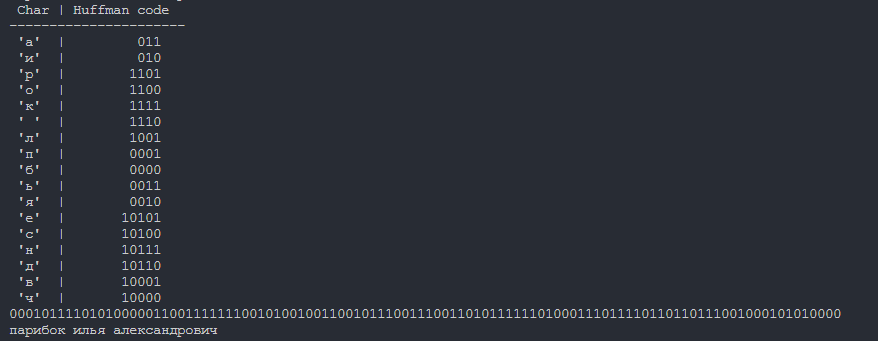 Char | Huffman code
----------------------
'а' | 011
'и' | 010
'р' | 1101
'о' | 1100
'к' | 1111
' ' | 1110
'л' | 1001
'п' | 0001
'б' | 0000
'ь' | 0011
'я' | 0010
'е' | 10101
'с' | 10100
'н' | 10111
'д' | 10110
'в' | 10001
'ч' | 10000
00010111101010000011001111111001010010011001011100111001101011111101000111011110110110111001000101010000
парибок илья александрович